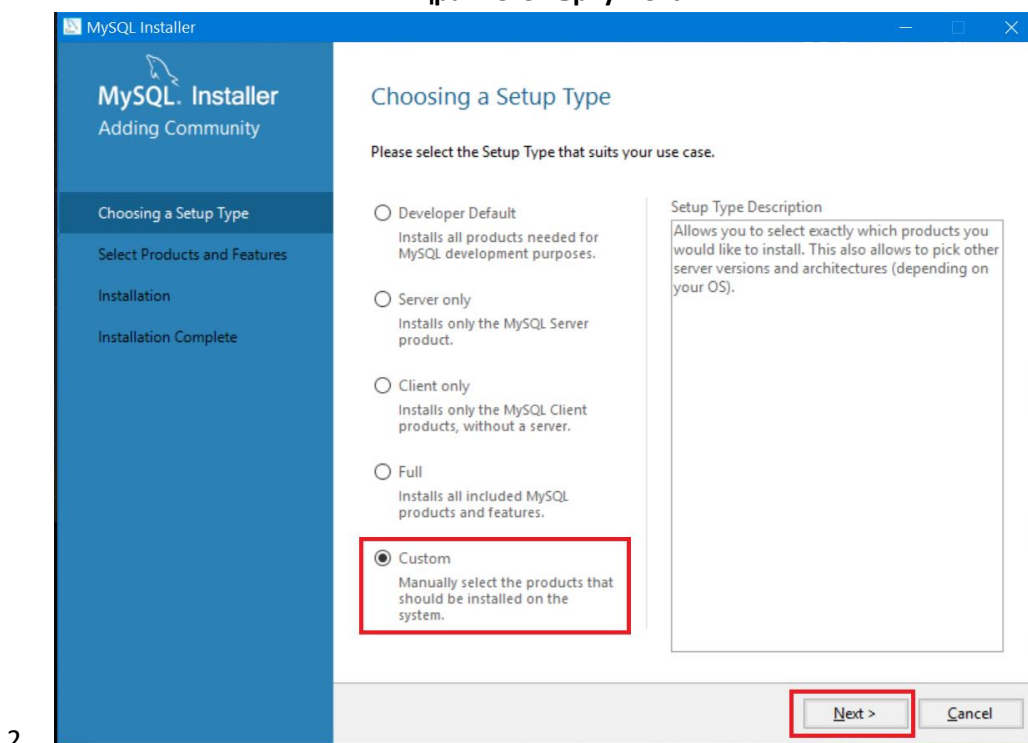 MySQL Installer
MySQL. Installer
Adding Community
Choosing a Setup Type
Select Products and Features
Installation
Installation Complete
Choosing a Setup Type
Please select the Setup Type that suits your use case.
Developer Default
Installs all products needed for
MySQL development purposes.
Server only
Installs only the MySQL Server
product.
Client only
Installs only the MySQL Client
products, without a server.
Full
Installs all included MySQL
products and features.
Custom
Manually select the products that
should be installed on the
system.
Setup Type Description
Allows you to select exactly which products you
would like to install. This also allows to pick other
server versions and architectures (depending on
your OS).
Next >
Cancel
2